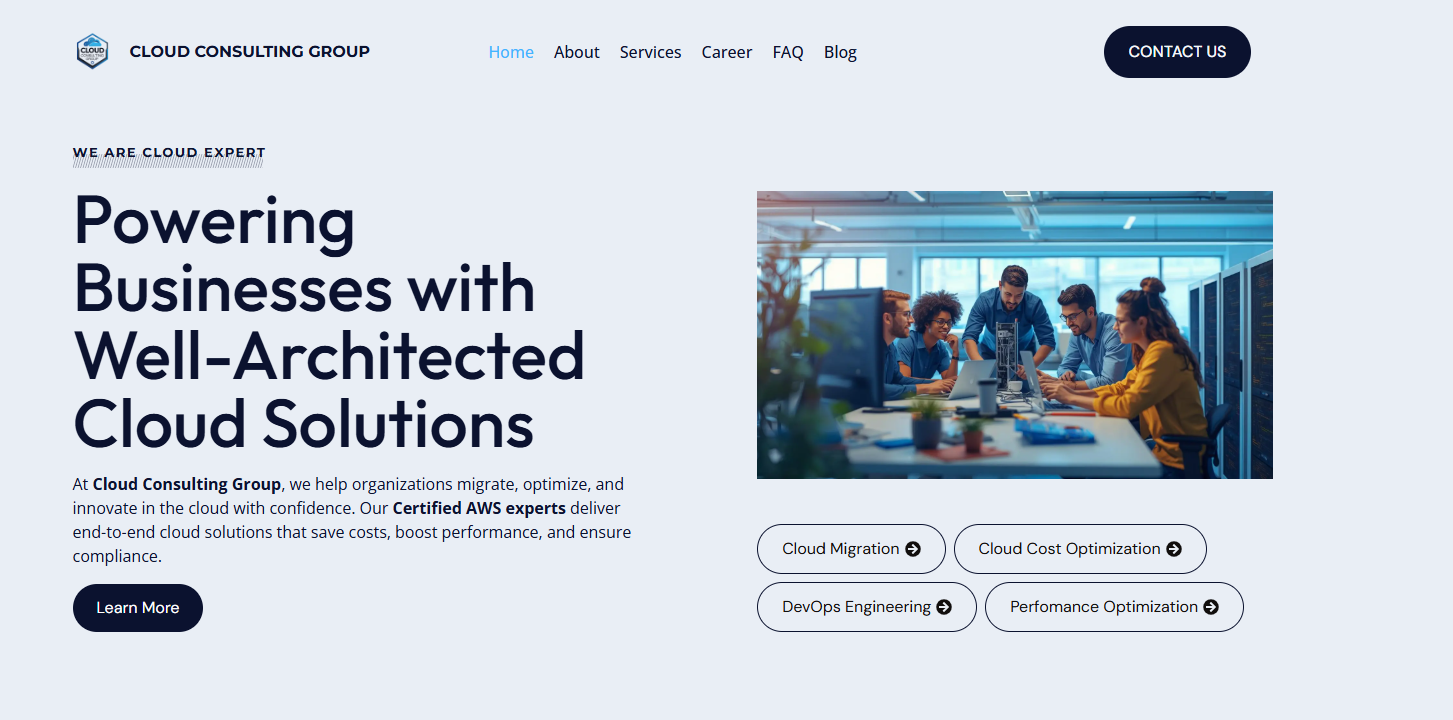 CLOUD
CLOUD CONSULTING GROUP
Home About Services Career FAQ Blog
CONTACT US
WE ARE CLOUD EXPERT
Powering
Businesses with
Well-Architected
Cloud Solutions
At Cloud Consulting Group, we help organizations migrate, optimize, and
innovate in the cloud with confidence. Our Certified AWS experts deliver
end-to-end cloud solutions that save costs, boost performance, and ensure
compliance.
Learn More
Cloud Migration
Cloud Cost Optimization
DevOps Engineering
Perfomance Optimization